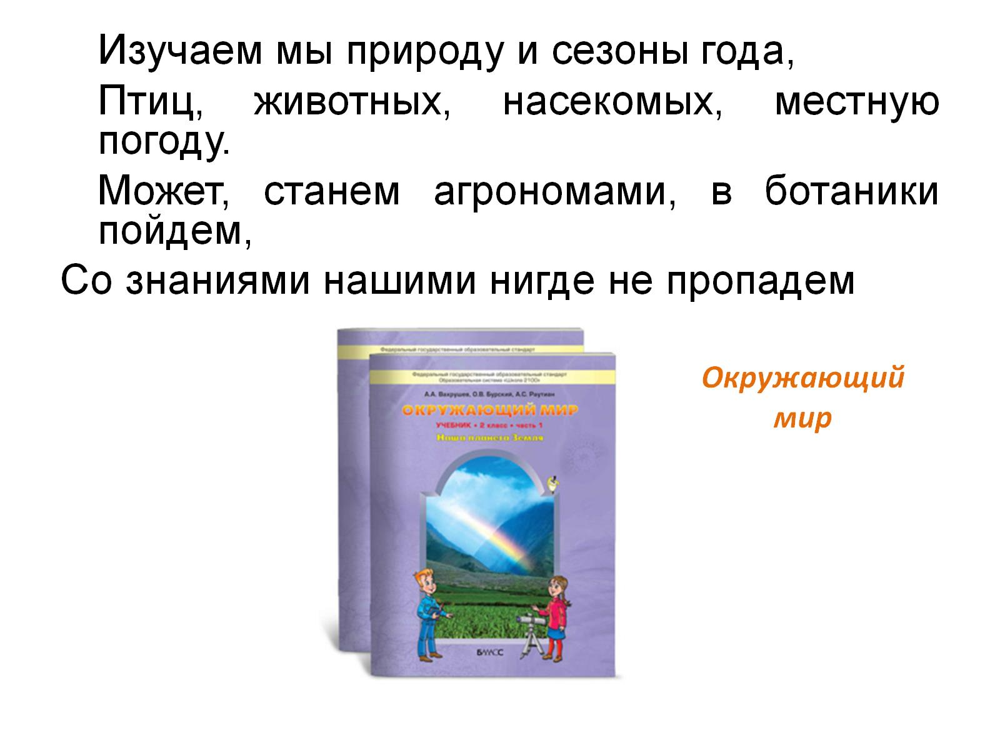 Изучаем мы природу и сезоны года,
Птиц, животных, насекомых, местную
погоду.
Может, станем агрономами, в ботаники
пойдем,
Со знаниями нашими нигде не пропадем
Федеральный государственный образовательный стандарт
Федеральный государственный образовательный стандарт
Образовательная система «Школа 2100»
А.А. Вахрушев, О.В. Бурский, А.С. Раутиан
ОКРУЖАЮЩИЙ МИР
УЧЕБНИК • 2 класс • часть 1
Наша планета Земля
БАЛАСС
Окружающий
мир